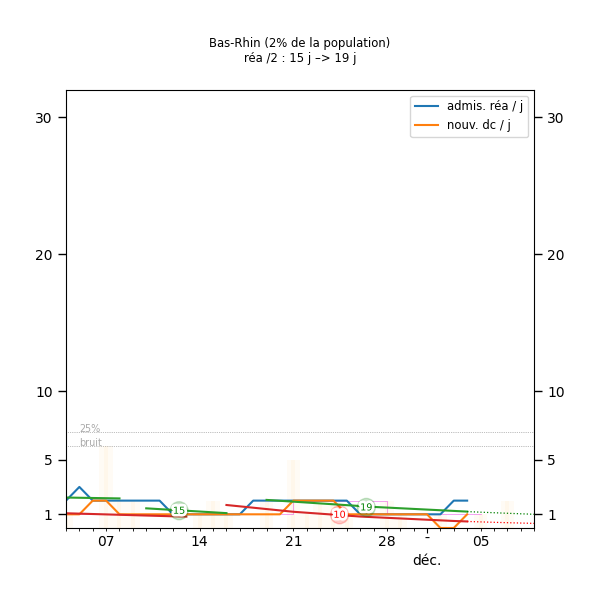 Bas-Rhin (2% de la population)
réa /2 : 15 j –> 19 j
admis. réa / j
nouv. dc / j
30 30
20 20
10 10
25%
bruit
5 5
15 19
10
1 1
07 14 21 28 - 05
déc.